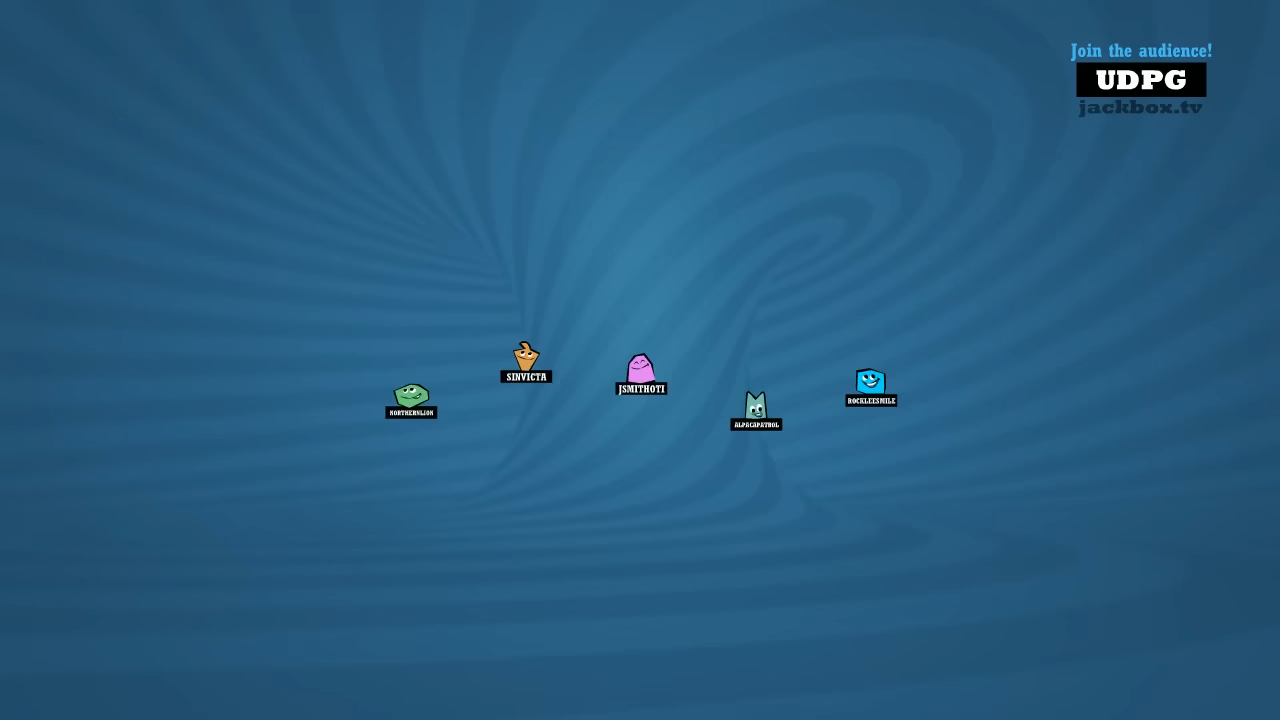 Join the audience!
UDPG
jackbox.tv
SINVICTA
JSMITHOTI
ROCKLEESMILE
NORTHERNLION
ALPACAPATROL